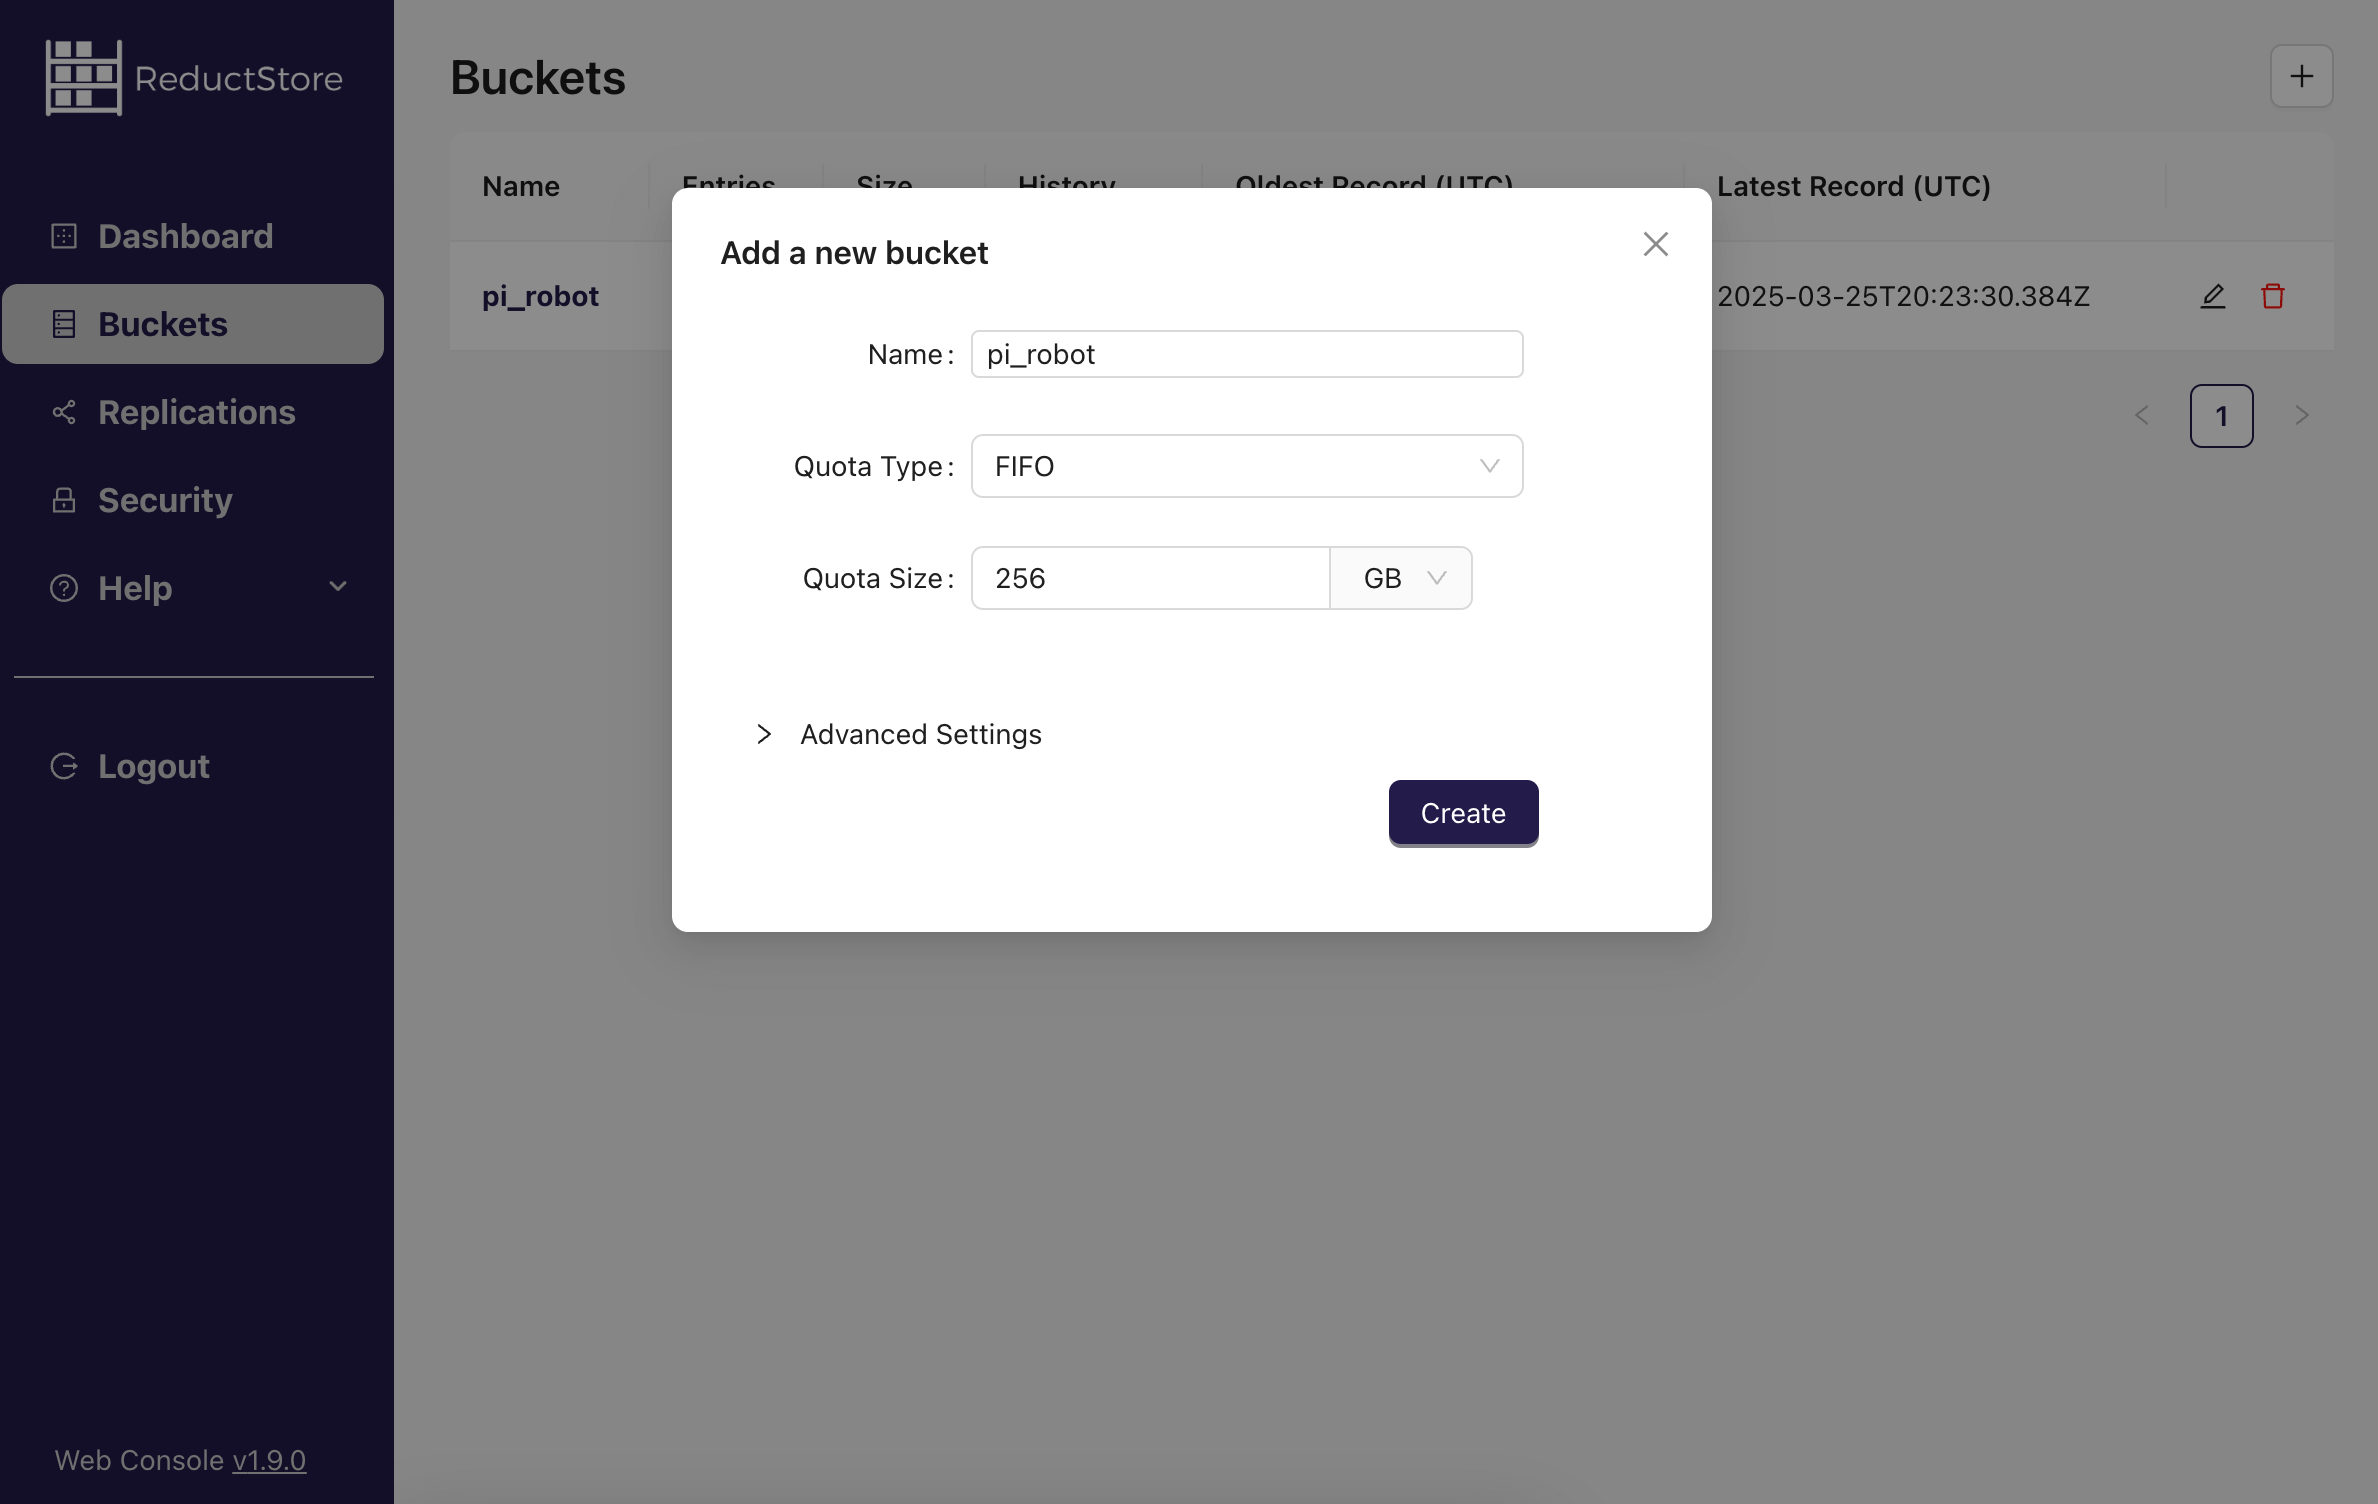 ReductStore
Dashboard
Buckets
Replications
Security
Help
Logout
Web Console v1.9.0
Buckets
Name Entries Size History Oldest Record (UTC) Latest Record (UTC)
pi_robot 2025-03-25T20:23:30.384Z
1
Add a new bucket
Name: pi_robot
Quota Type: FIFO
Quota Size: 256 GB
Advanced Settings
Create